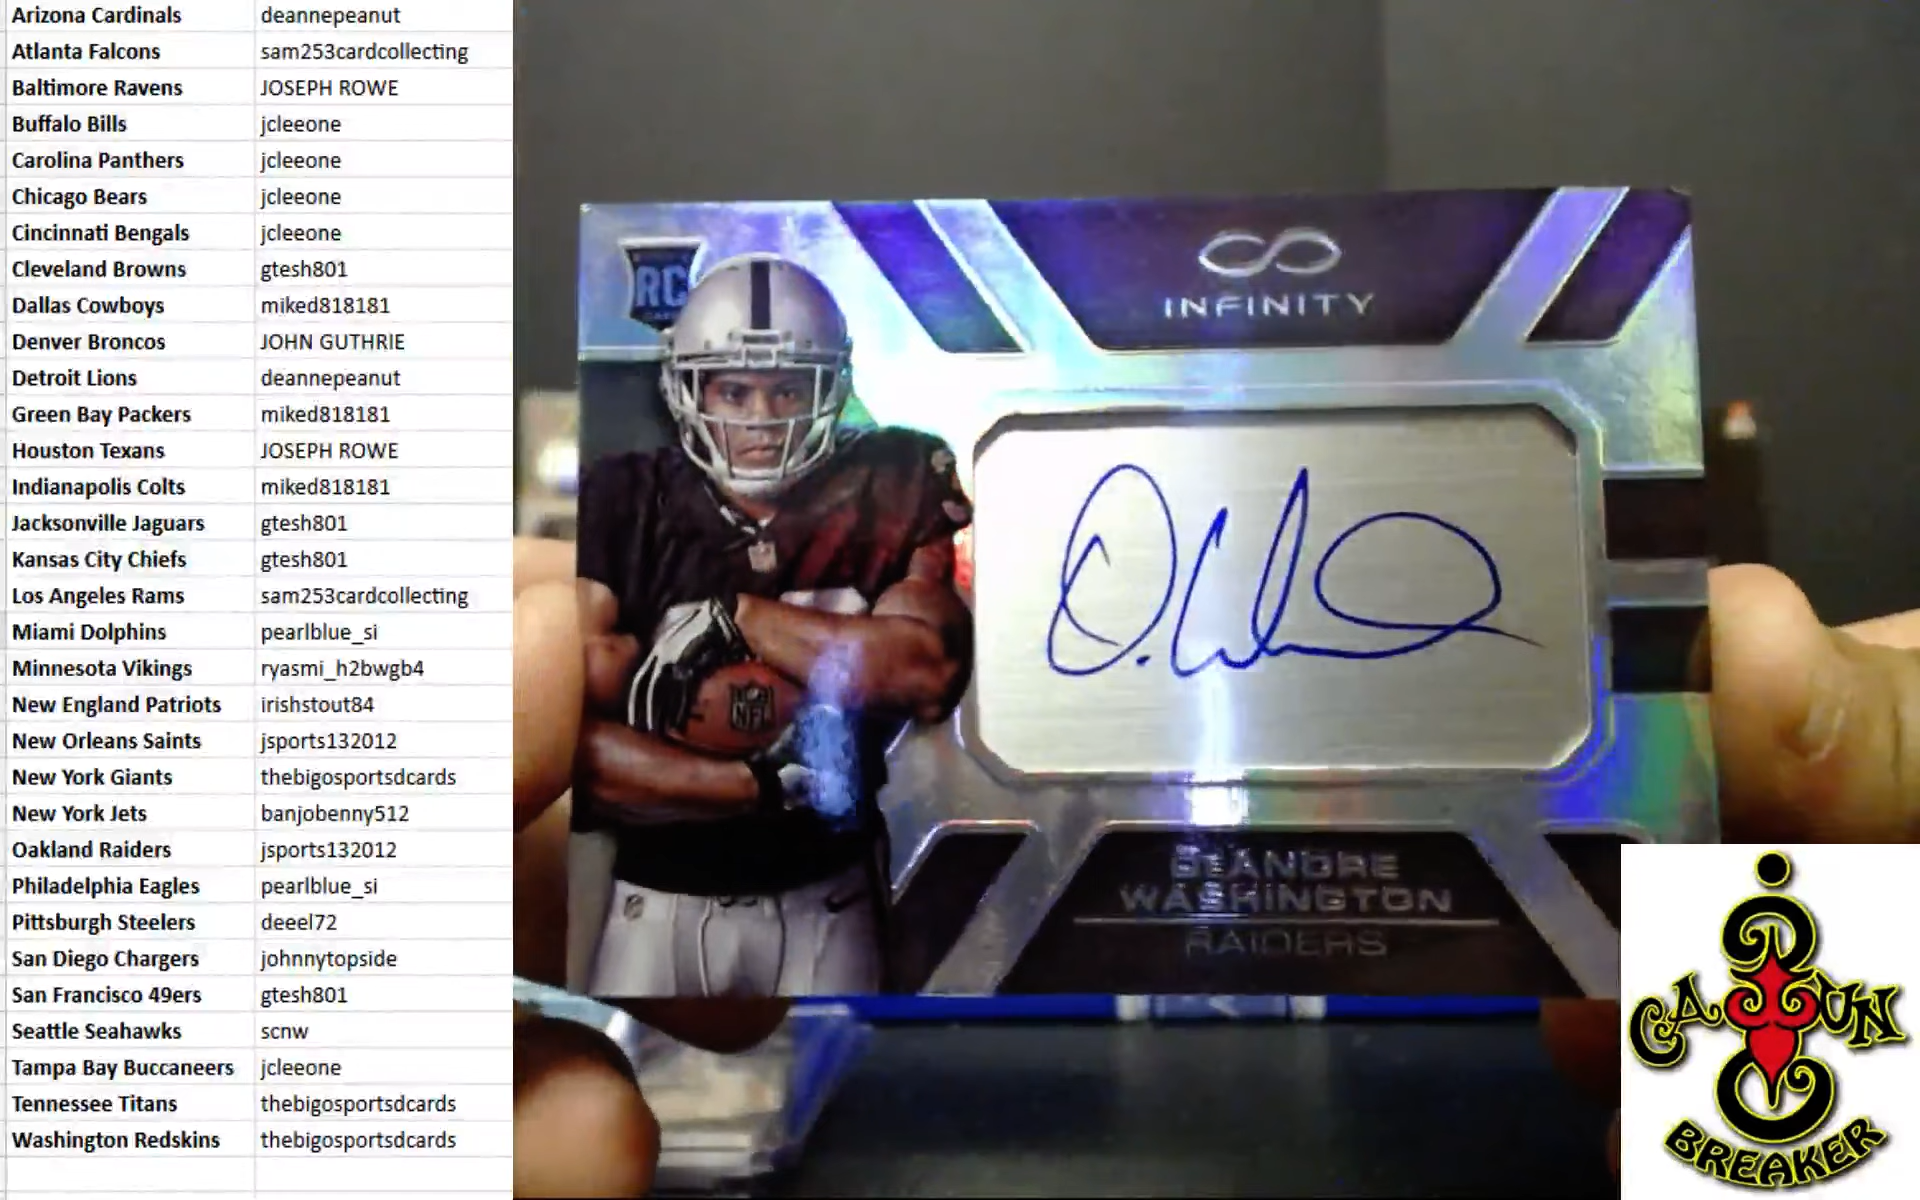 Arizona Cardinals deannepeanut
Atlanta Falcons sam253cardcollecting
Baltimore Ravens JOSEPH ROWE
Buffalo Bills jcleeone
Carolina Panthers jcleeone
Chicago Bears jcleeone
Cincinnati Bengals jcleeone
Cleveland Browns gtesh801
Dallas Cowboys miked818181
Denver Broncos JOHN GUTHRIE
Detroit Lions deannepeanut
Green Bay Packers miked818181
Houston Texans JOSEPH ROWE
Indianapolis Colts miked818181
Jacksonville Jaguars gtesh801
Kansas City Chiefs gtesh801
Los Angeles Rams sam253cardcollecting
Miami Dolphins pearlblue_si
Minnesota Vikings ryasmi_h2bwgb4
New England Patriots irishstout84
New Orleans Saints jsports132012
New York Giants thebigosportsdcards
New York Jets banjobenny512
Oakland Raiders jsports132012
Philadelphia Eagles pearlblue_si
Pittsburgh Steelers deeel72
San Diego Chargers johnnytopside
San Francisco 49ers gtesh801
Seattle Seahawks scnw
Tampa Bay Buccaneers jcleeone
Tennessee Titans thebigosportsdcards
Washington Redskins thebigosportsdcards
RC
INFINITY
NFL
DEANDRE
WASHINGTON
RAIDERS
CAJUN
BREAKER